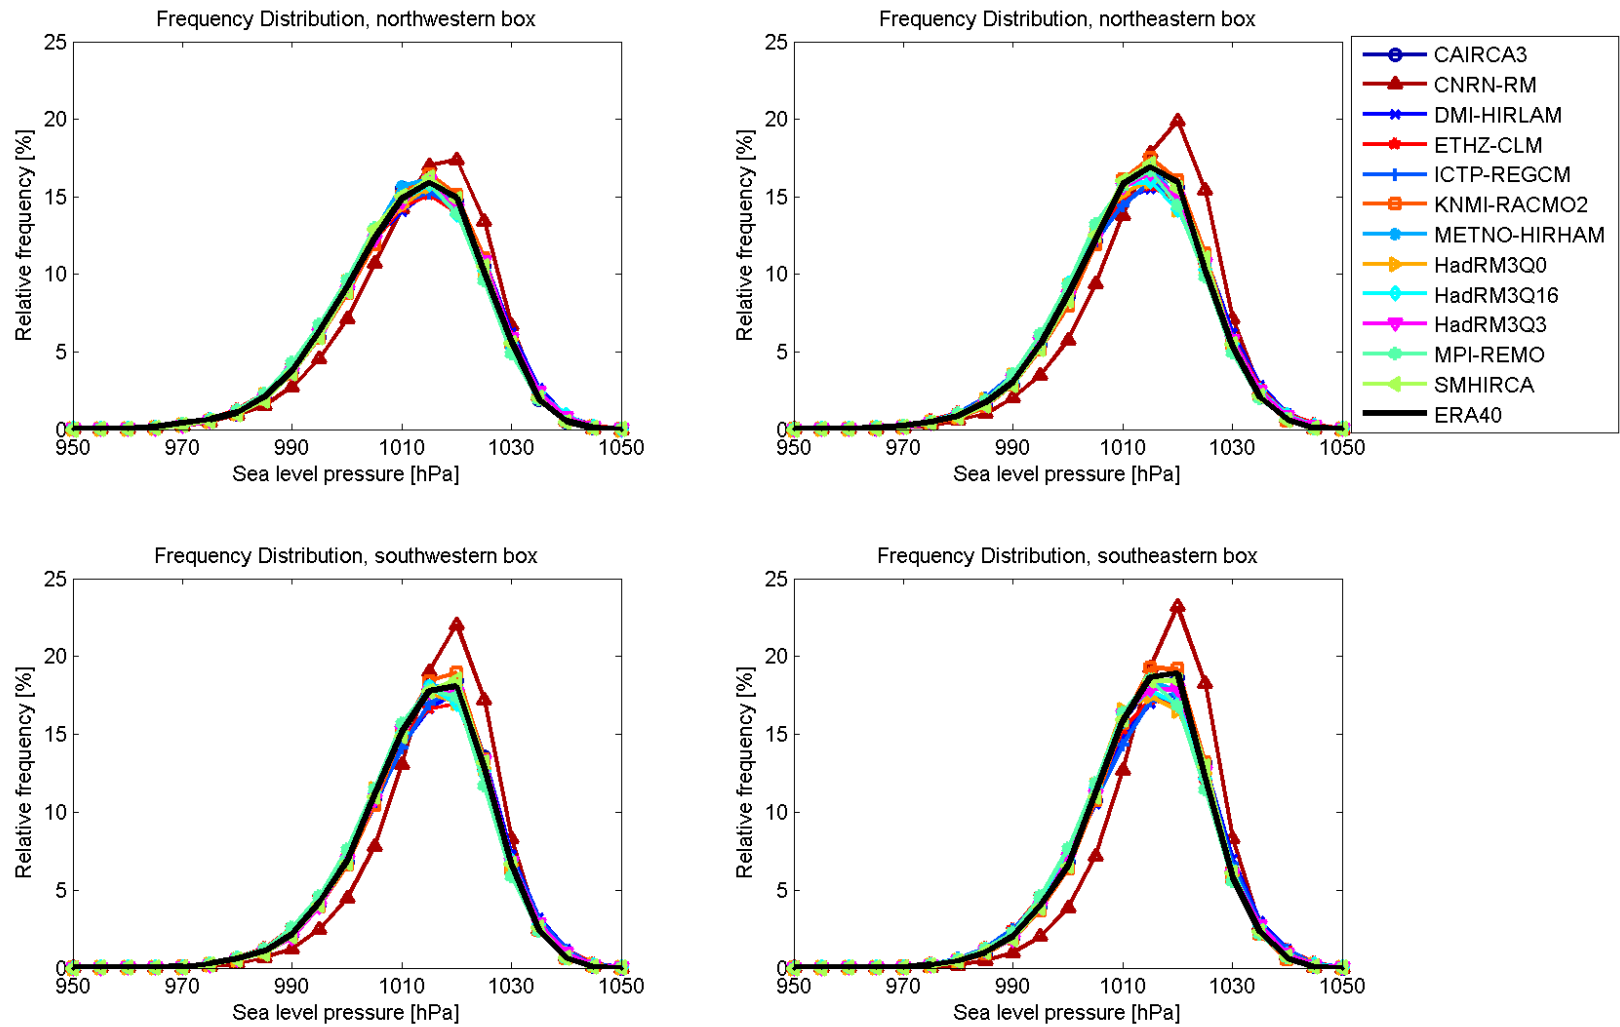 Frequency Distribution, northwestern box
25
20
15
10
5
0
950 970 990 1010 1030 1050
Relative frequency [%]
Sea level pressure [hPa]
Frequency Distribution, northeastern box
25
20
15
10
5
0
950 970 990 1010 1030 1050
Relative frequency [%]
Sea level pressure [hPa]
CAIRCA3
CNRN-RM
DMI-HIRLAM
ETHZ-CLM
ICTP-REGCM
KNMI-RACMO2
METNO-HIRHAM
HadRM3Q0
HadRM3Q16
HadRM3Q3
MPI-REMO
SMHIRCA
ERA40
Frequency Distribution, southwestern box
25
20
15
10
5
0
950 970 990 1010 1030 1050
Relative frequency [%]
Sea level pressure [hPa]
Frequency Distribution, southeastern box
25
20
15
10
5
0
950 970 990 1010 1030 1050
Relative frequency [%]
Sea level pressure [hPa]